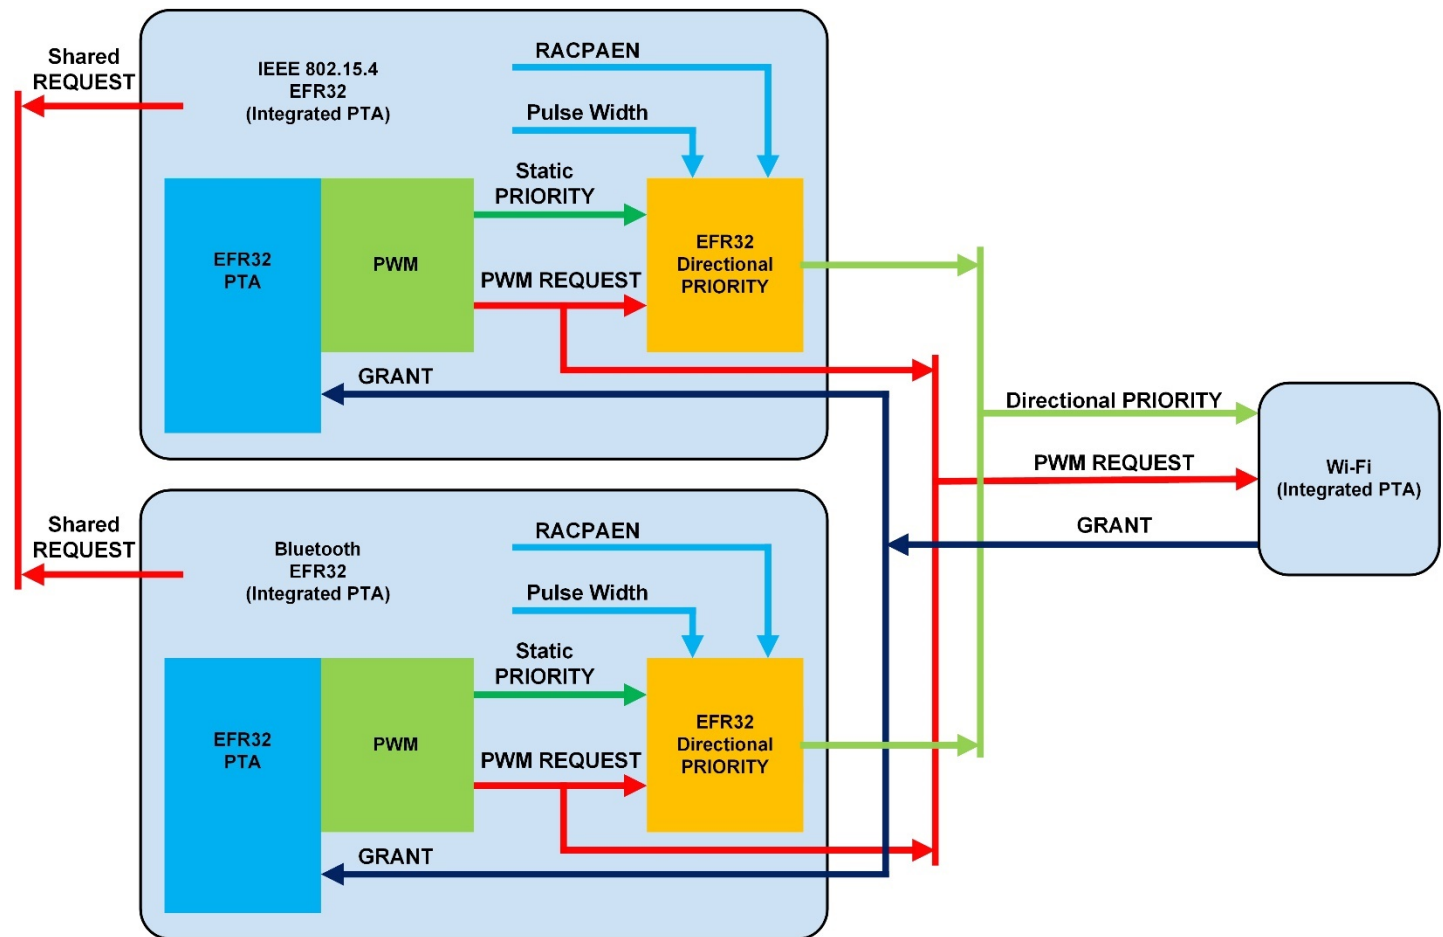 Shared
REQUEST
IEEE 802.15.4
EFR32
(Integrated PTA)
RACPAEN
Pulse Width
Static
PRIORITY
EFR32
PTA
PWM
PWM REQUEST
EFR32
Directional
PRIORITY
GRANT
Directional PRIORITY
PWM REQUEST
GRANT
Wi-Fi
(Integrated PTA)
Shared
REQUEST
Bluetooth
EFR32
(Integrated PTA)
RACPAEN
Pulse Width
Static
PRIORITY
EFR32
PTA
PWM
PWM REQUEST
EFR32
Directional
PRIORITY
GRANT